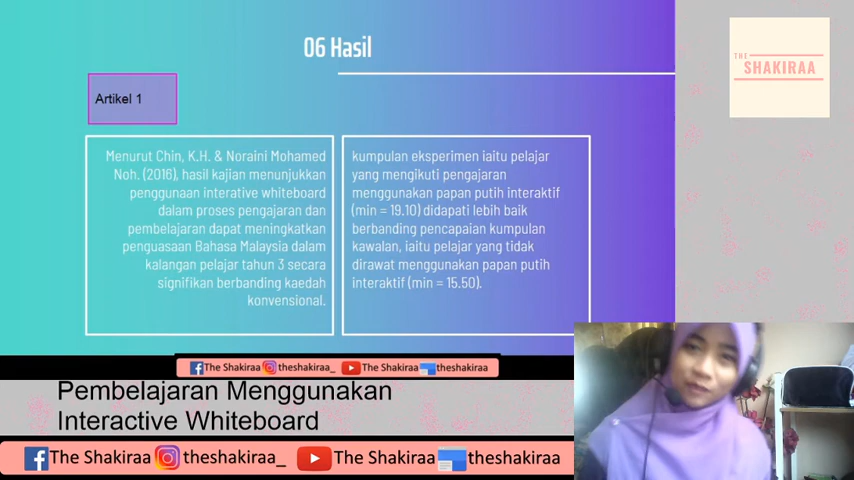 06 Hasil
THE
SHAKIRAA
Artikel 1
Menurut Chin, K.H. & Noraini Mohamed
Noh. (2016), hasil kajian menunjukkan
penggunaan interative whiteboard
dalam proses pengajaran dan
pembelajaran dapat meningkatkan
penguasaan Bahasa Malaysia dalam
kalangan pelajar tahun 3 secara
signifikan berbanding kaedah
konvensional.
kumpulan eksperimen iaitu pelajar
yang mengikuti pengajaran
menggunakan papan putih interaktif
(min = 19.10) didapati lebih baik
berbanding pencapaian kumpulan
kawalan, iaitu pelajar yang tidak
dirawat menggunakan papan putih
interaktif (min = 15.50).
The Shakiraa theshakiraa_ The Shakiraa theshakiraa
Pembelajaran Menggunakan
Interactive Whiteboard
The Shakiraa theshakiraa_ The Shakiraa theshakiraa